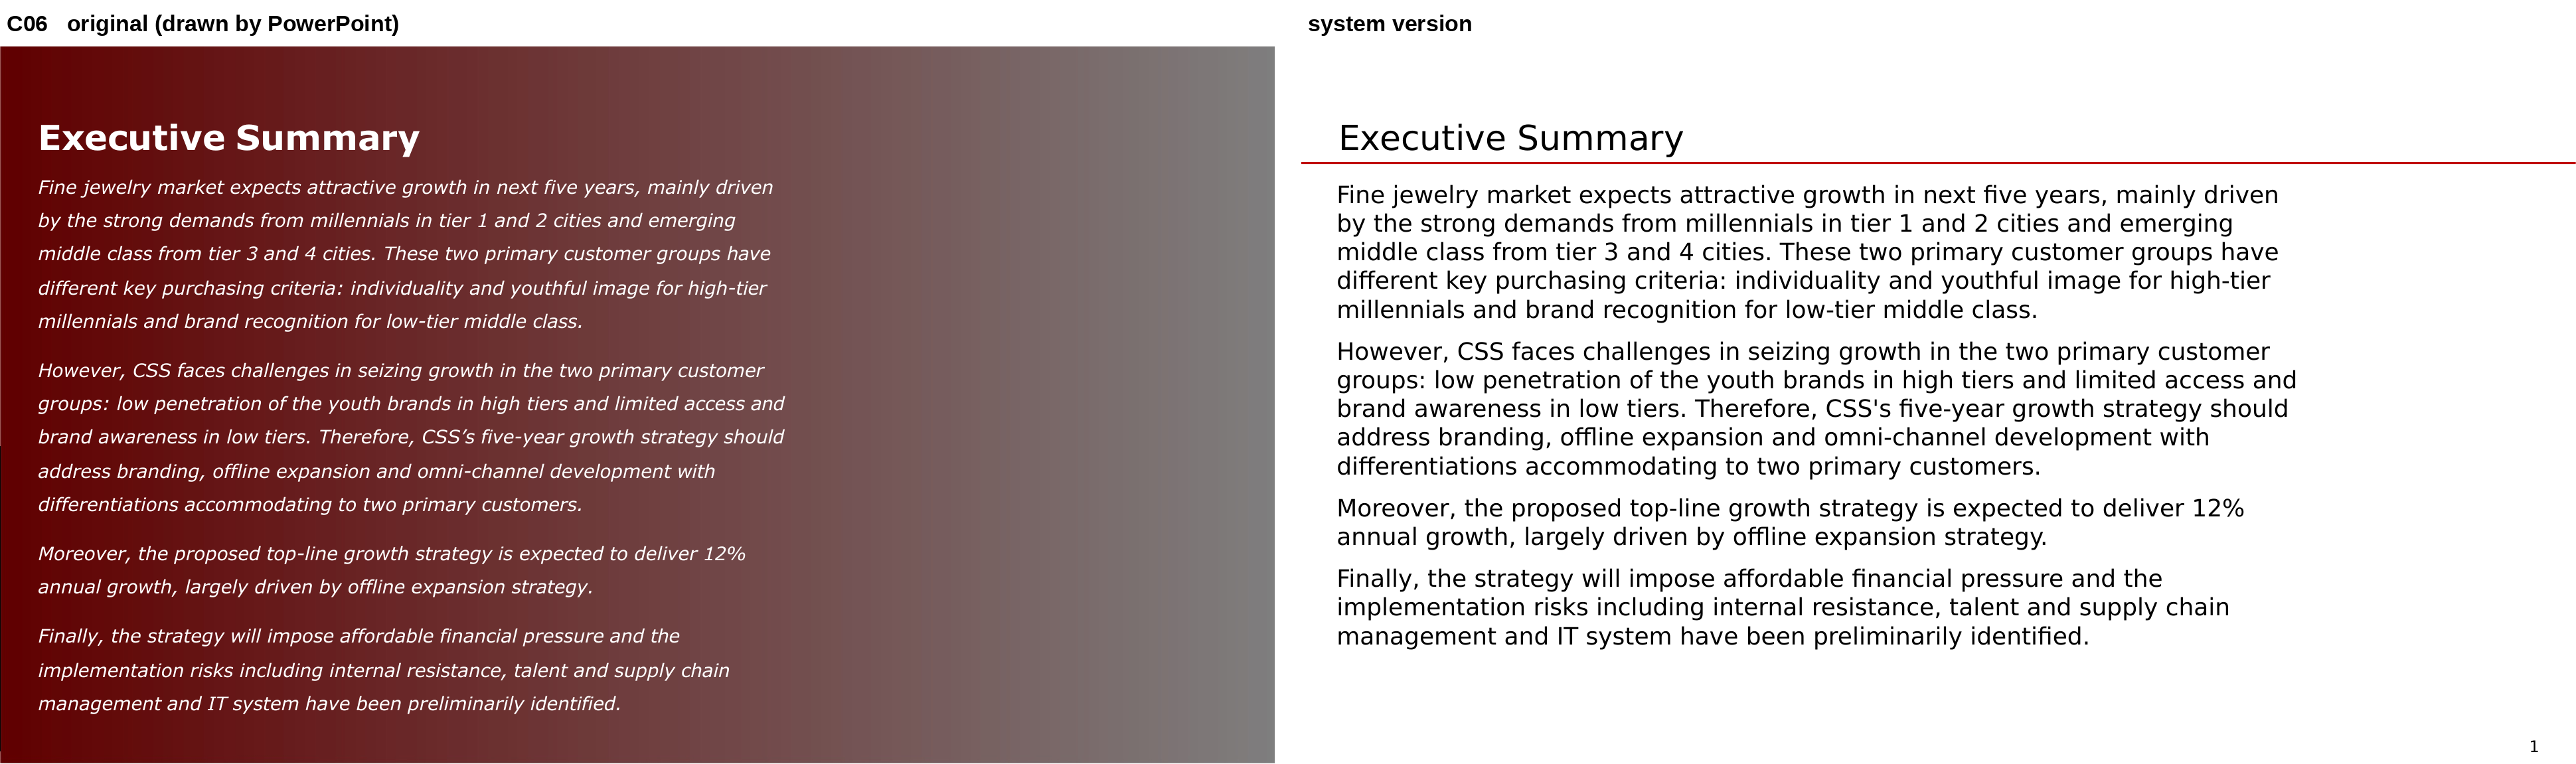 C06 original (drawn by PowerPoint)
Executive Summary
Fine jewelry market expects attractive growth in next five years, mainly driven
by the strong demands from millennials in tier 1 and 2 cities and emerging
middle class from tier 3 and 4 cities. These two primary customer groups have
different key purchasing criteria: individuality and youthful image for high-tier
millennials and brand recognition for low-tier middle class.
However, CSS faces challenges in seizing growth in the two primary customer
groups: low penetration of the youth brands in high tiers and limited access and
brand awareness in low tiers. Therefore, CSS’s five-year growth strategy should
address branding, offline expansion and omni-channel development with
differentiations accommodating to two primary customers.
Moreover, the proposed top-line growth strategy is expected to deliver 12%
annual growth, largely driven by offline expansion strategy.
Finally, the strategy will impose affordable financial pressure and the
implementation risks including internal resistance, talent and supply chain
management and IT system have been preliminarily identified.
system version
Executive Summary
Fine jewelry market expects attractive growth in next five years, mainly driven
by the strong demands from millennials in tier 1 and 2 cities and emerging
middle class from tier 3 and 4 cities. These two primary customer groups have
different key purchasing criteria: individuality and youthful image for high-tier
millennials and brand recognition for low-tier middle class.
However, CSS faces challenges in seizing growth in the two primary customer
groups: low penetration of the youth brands in high tiers and limited access and
brand awareness in low tiers. Therefore, CSS's five-year growth strategy should
address branding, offline expansion and omni-channel development with
differentiations accommodating to two primary customers.
Moreover, the proposed top-line growth strategy is expected to deliver 12%
annual growth, largely driven by offline expansion strategy.
Finally, the strategy will impose affordable financial pressure and the
implementation risks including internal resistance, talent and supply chain
management and IT system have been preliminarily identified.
1